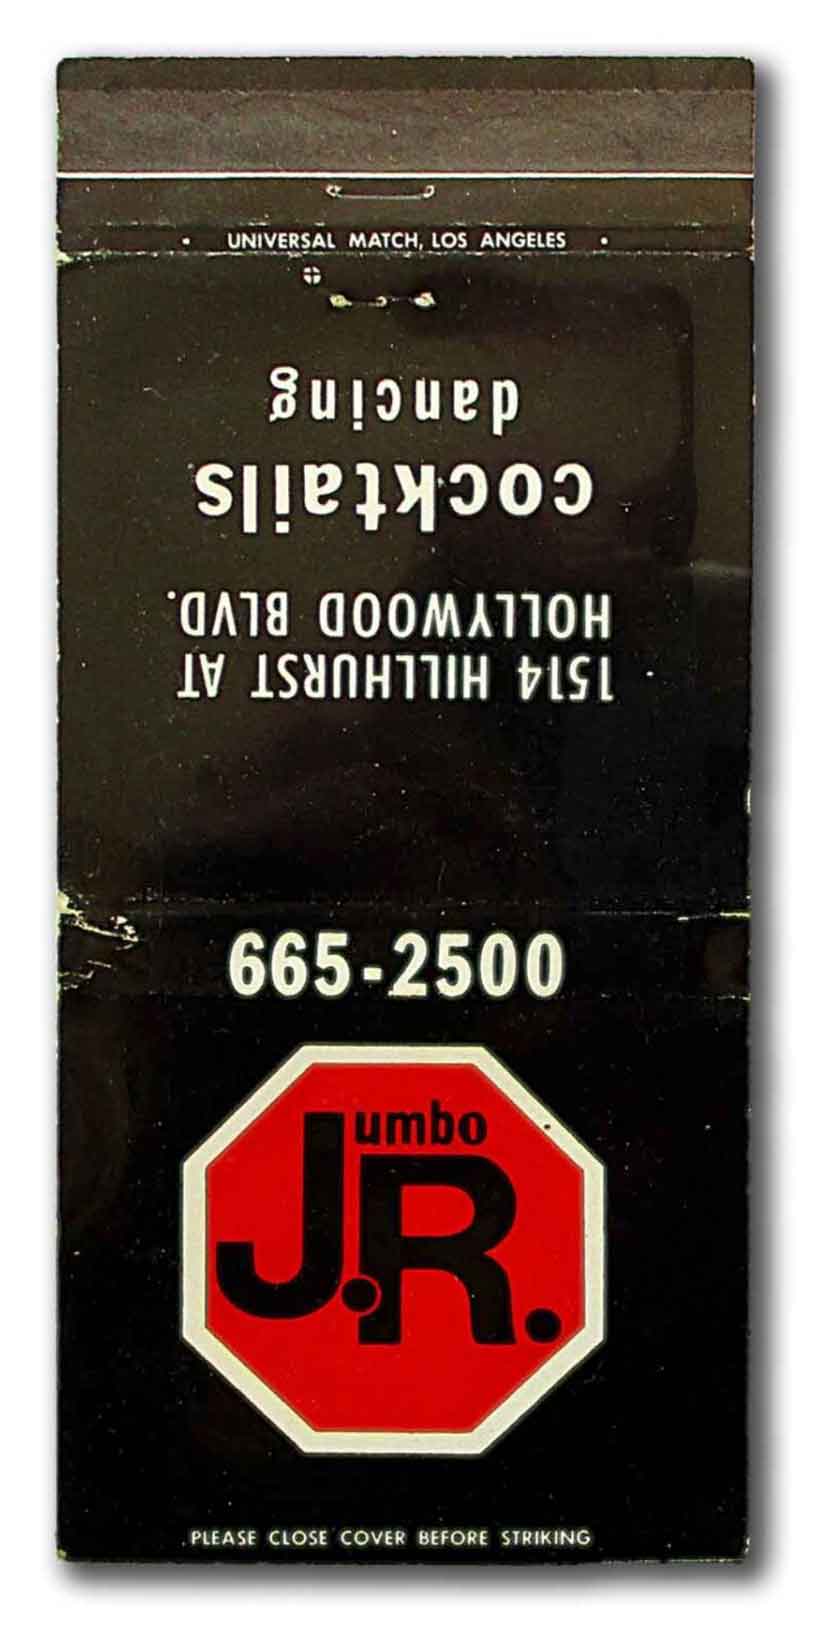 UNIVERSAL MATCH, LOS ANGELES
1514 HILLHURST AT
HOLLYWOOD BLVD.
cocktails
dancing
665-2500
Jumbo
J.R.
PLEASE CLOSE COVER BEFORE STRIKING